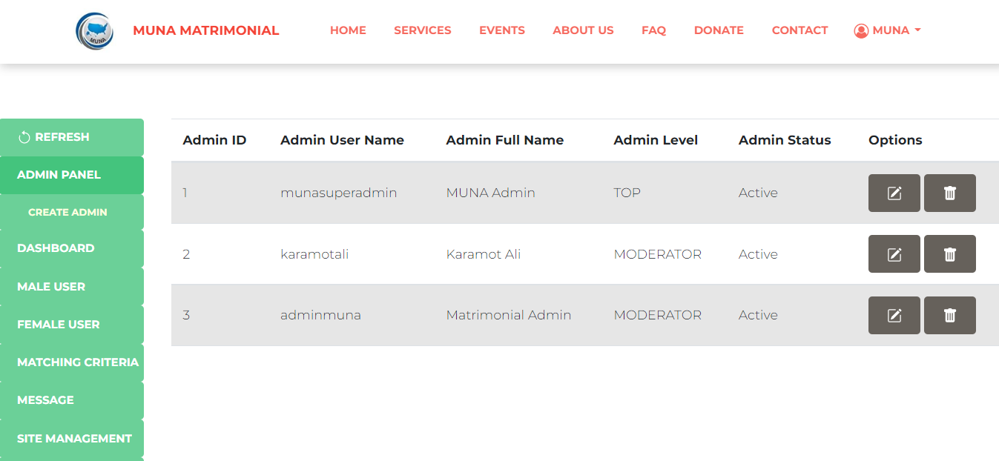 MUNA
MUNA MATRIMONIAL HOME SERVICES EVENTS ABOUT US FAQ DONATE CONTACT MUNA
REFRESH
ADMIN PANEL
CREATE ADMIN
DASHBOARD
MALE USER
FEMALE USER
MATCHING CRITERIA
MESSAGE
SITE MANAGEMENT
Admin ID Admin User Name Admin Full Name Admin Level Admin Status Options
1 munasuperadmin MUNA Admin TOP Active
2 karamotali Karamot Ali MODERATOR Active
3 adminmuna Matrimonial Admin MODERATOR Active